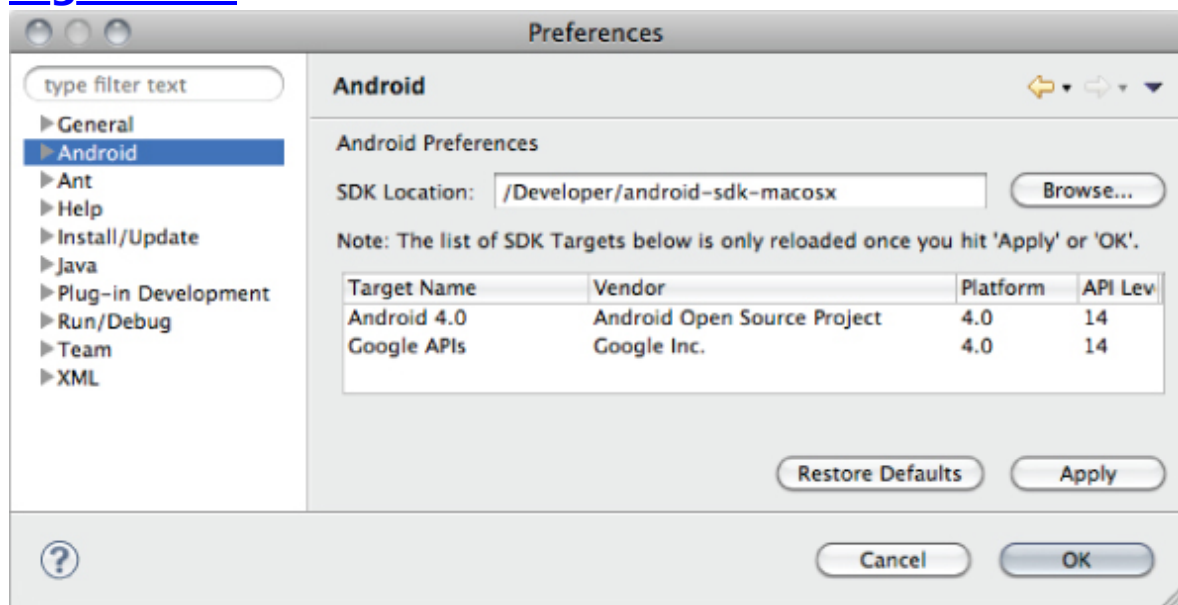 Preferences
type filter text
General
Android
Ant
Help
Install/Update
Java
Plug-in Development
Run/Debug
Team
XML
Android
Android Preferences
SDK Location: /Developer/android-sdk-macosx Browse...
Note: The list of SDK Targets below is only reloaded once you hit 'Apply' or 'OK'.
Target Name Vendor Platform API Lev
Android 4.0 Android Open Source Project 4.0 14
Google APIs Google Inc. 4.0 14
Restore Defaults Apply
? Cancel OK